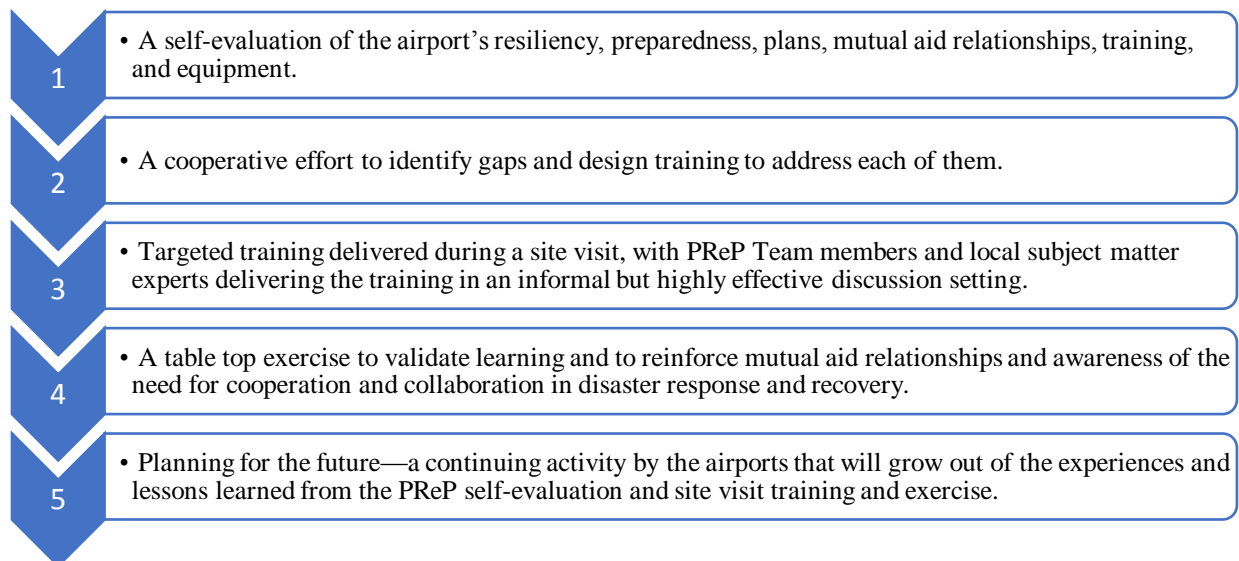 1
• A self-evaluation of the airport’s resiliency, preparedness, plans, mutual aid relationships, training,
and equipment.
2
• A cooperative effort to identify gaps and design training to address each of them.
3
• Targeted training delivered during a site visit, with PReP Team members and local subject matter
experts delivering the training in an informal but highly effective discussion setting.
4
• A table top exercise to validate learning and to reinforce mutual aid relationships and awareness of the
need for cooperation and collaboration in disaster response and recovery.
5
• Planning for the future—a continuing activity by the airports that will grow out of the experiences and
lessons learned from the PReP self-evaluation and site visit training and exercise.